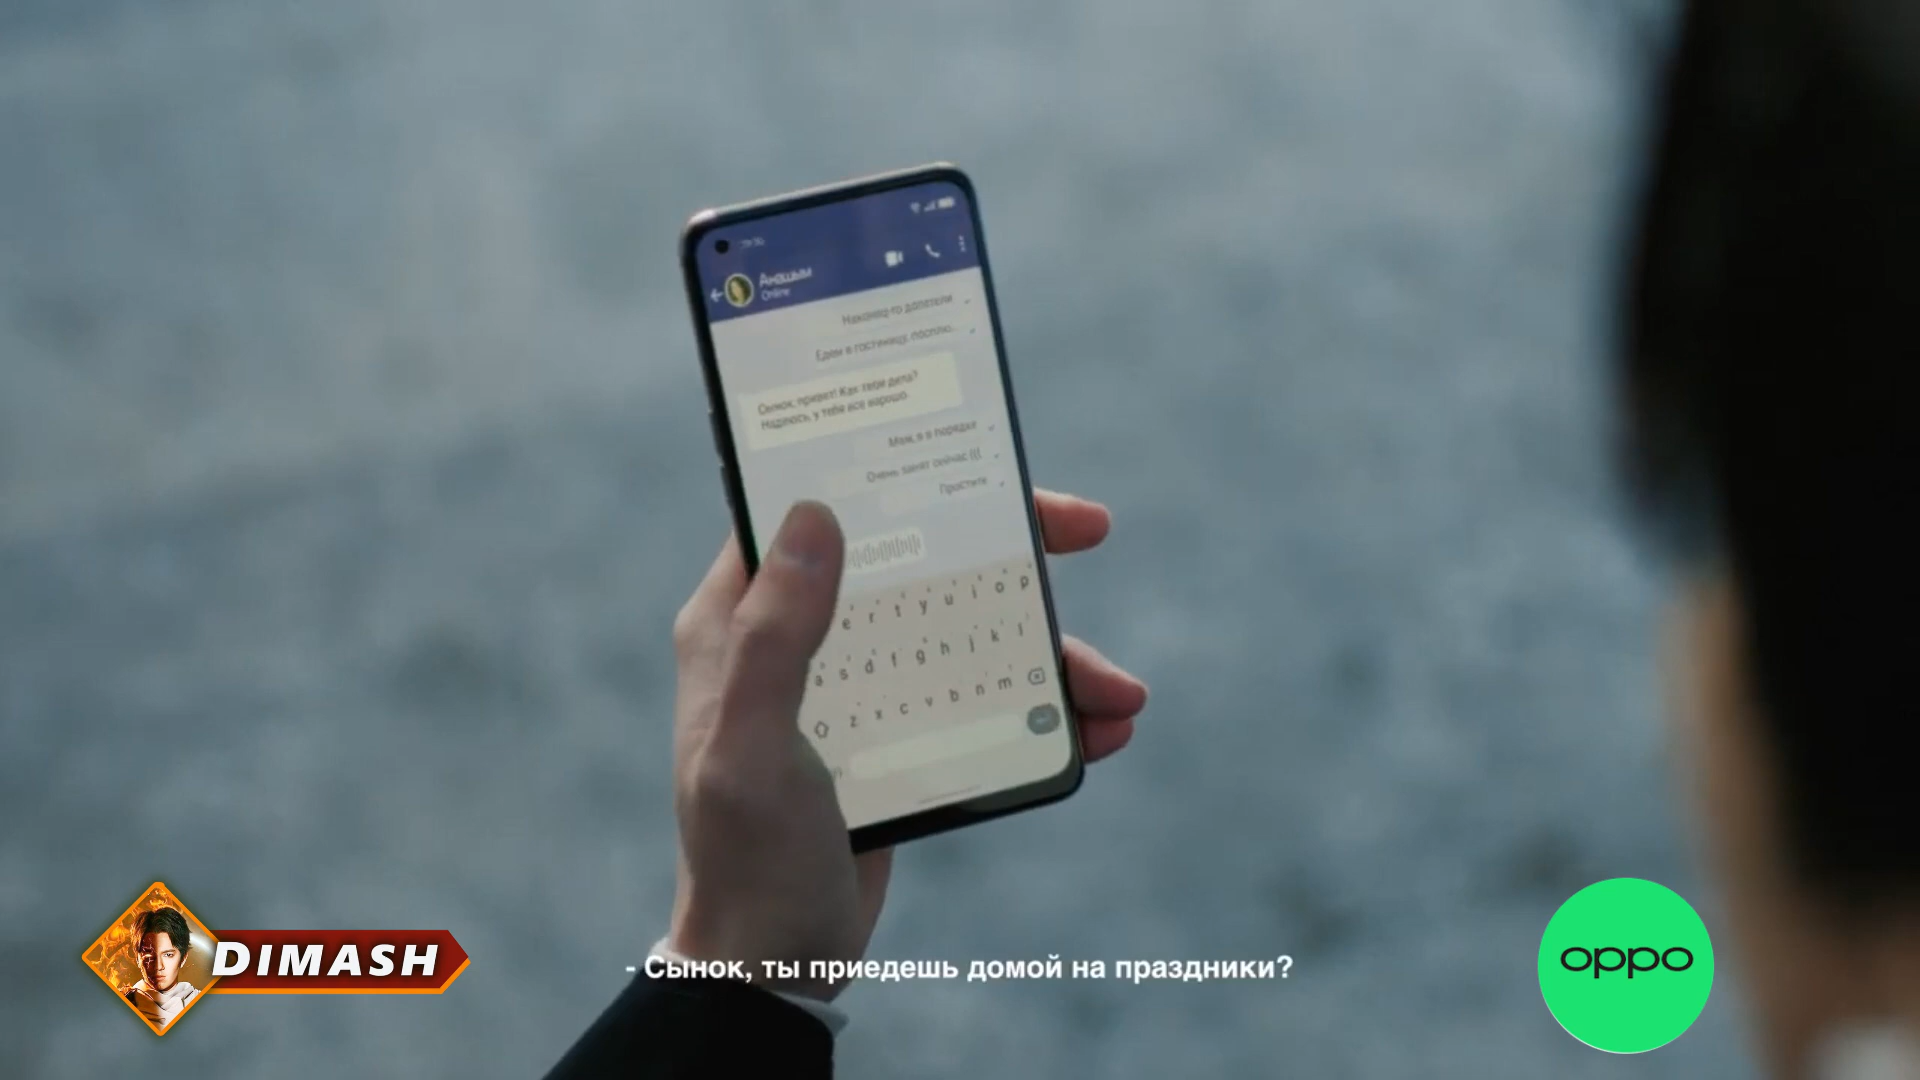 Анашым
Online
Наконец-то долетели
Едем в гостиницу, посплю..
Сынок, привет! Как твои дела?
Надеюсь, у тебя все хорошо
Мам, я в порядке
Очень занят сейчас (((
Простите
e r t y u i o p
a s d f g h j k l
z x c v b n m
DIMASH
- Сынок, ты приедешь домой на праздники?
oppo